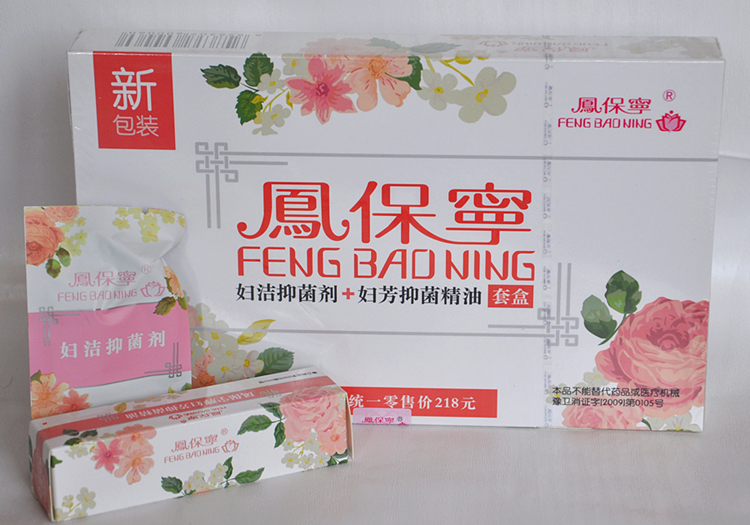 新
包装
鳳保寧®
FENG BAO NING
鳳保寧
FENG BAO NING
妇洁抑菌剂+妇芳抑菌精油 套盒
统一零售价218元
本品不能替代药品或医疗机械
豫卫消证字[2009]第0105号
鳳保寧®
FENG BAO NING
妇洁抑菌剂
鳳保寧
鳳保寧®
FENG BAO NING